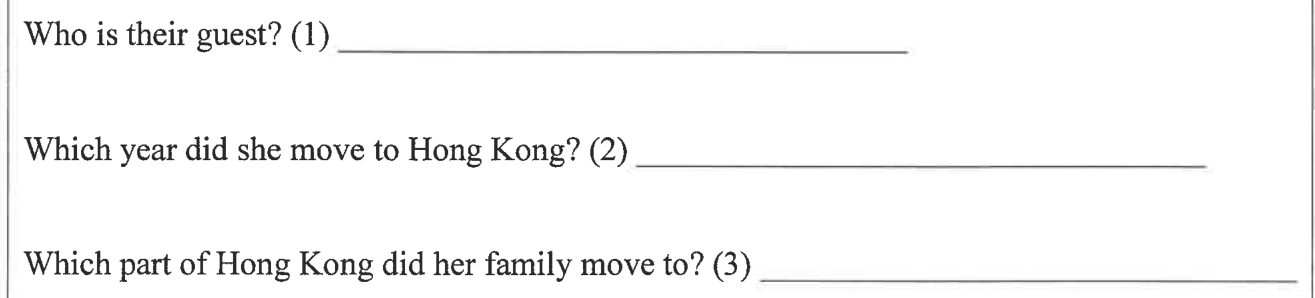 Who is their guest? (1)
Which year did she move to Hong Kong? (2)
Which part of Hong Kong did her family move to? (3)